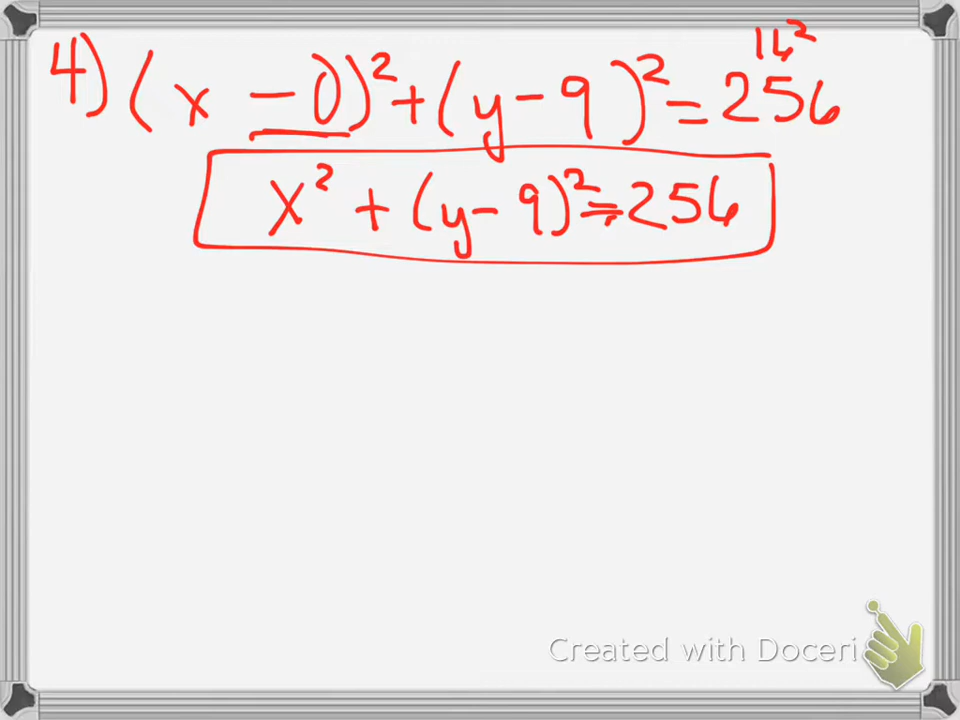 16²
4) (x - 0)² + (y - 9)² = 256
x² + (y - 9)² = 256
Created with Doceri